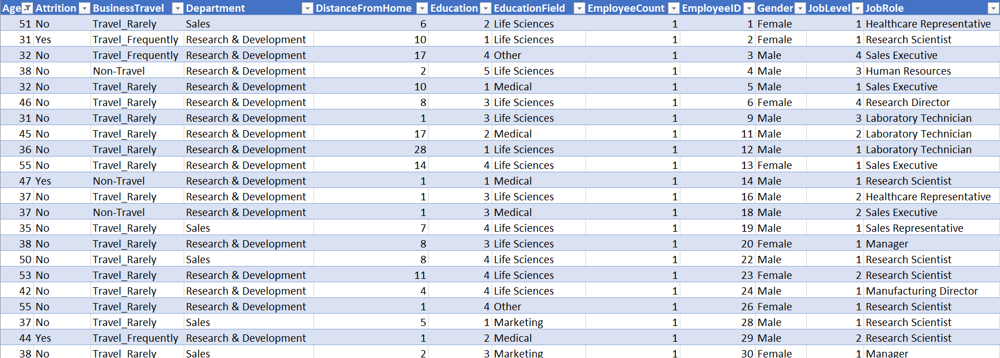 Age Attrition BusinessTravel Department DistanceFromHome Education EducationField EmployeeCount EmployeeID Gender JobLevel JobRole
51 No Travel_Rarely Sales 6 2 Life Sciences 1 1 Female 1 Healthcare Representative
31 Yes Travel_Frequently Research & Development 10 1 Life Sciences 1 2 Female 1 Research Scientist
32 No Travel_Frequently Research & Development 17 4 Other 1 3 Male 4 Sales Executive
38 No Non-Travel Research & Development 2 5 Life Sciences 1 4 Male 3 Human Resources
32 No Travel_Rarely Research & Development 10 1 Medical 1 5 Male 1 Sales Executive
46 No Travel_Rarely Research & Development 8 3 Life Sciences 1 6 Female 4 Research Director
31 No Travel_Rarely Research & Development 1 3 Life Sciences 1 9 Male 3 Laboratory Technician
45 No Travel_Rarely Research & Development 17 2 Medical 1 11 Male 2 Laboratory Technician
36 No Travel_Rarely Research & Development 28 1 Life Sciences 1 12 Male 1 Laboratory Technician
55 No Travel_Rarely Research & Development 14 4 Life Sciences 1 13 Female 1 Sales Executive
47 Yes Non-Travel Research & Development 1 1 Medical 1 14 Male 1 Research Scientist
37 No Travel_Rarely Research & Development 1 3 Life Sciences 1 16 Male 2 Healthcare Representative
37 No Non-Travel Research & Development 1 3 Medical 1 18 Male 2 Sales Executive
35 No Travel_Rarely Sales 7 4 Life Sciences 1 19 Male 1 Sales Representative
38 No Travel_Rarely Research & Development 8 3 Life Sciences 1 20 Female 1 Manager
50 No Travel_Rarely Sales 8 4 Life Sciences 1 22 Male 1 Research Scientist
53 No Travel_Rarely Research & Development 11 4 Life Sciences 1 23 Female 2 Research Scientist
42 No Travel_Rarely Research & Development 4 4 Life Sciences 1 24 Male 1 Manufacturing Director
55 No Travel_Rarely Research & Development 1 4 Other 1 26 Female 1 Research Scientist
37 No Travel_Rarely Sales 5 1 Marketing 1 28 Male 1 Research Scientist
44 Yes Travel_Frequently Research & Development 1 2 Medical 1 29 Male 2 Research Scientist
38 No Travel_Rarely Sales 2 3 Marketing 1 30 Female 1 Manager